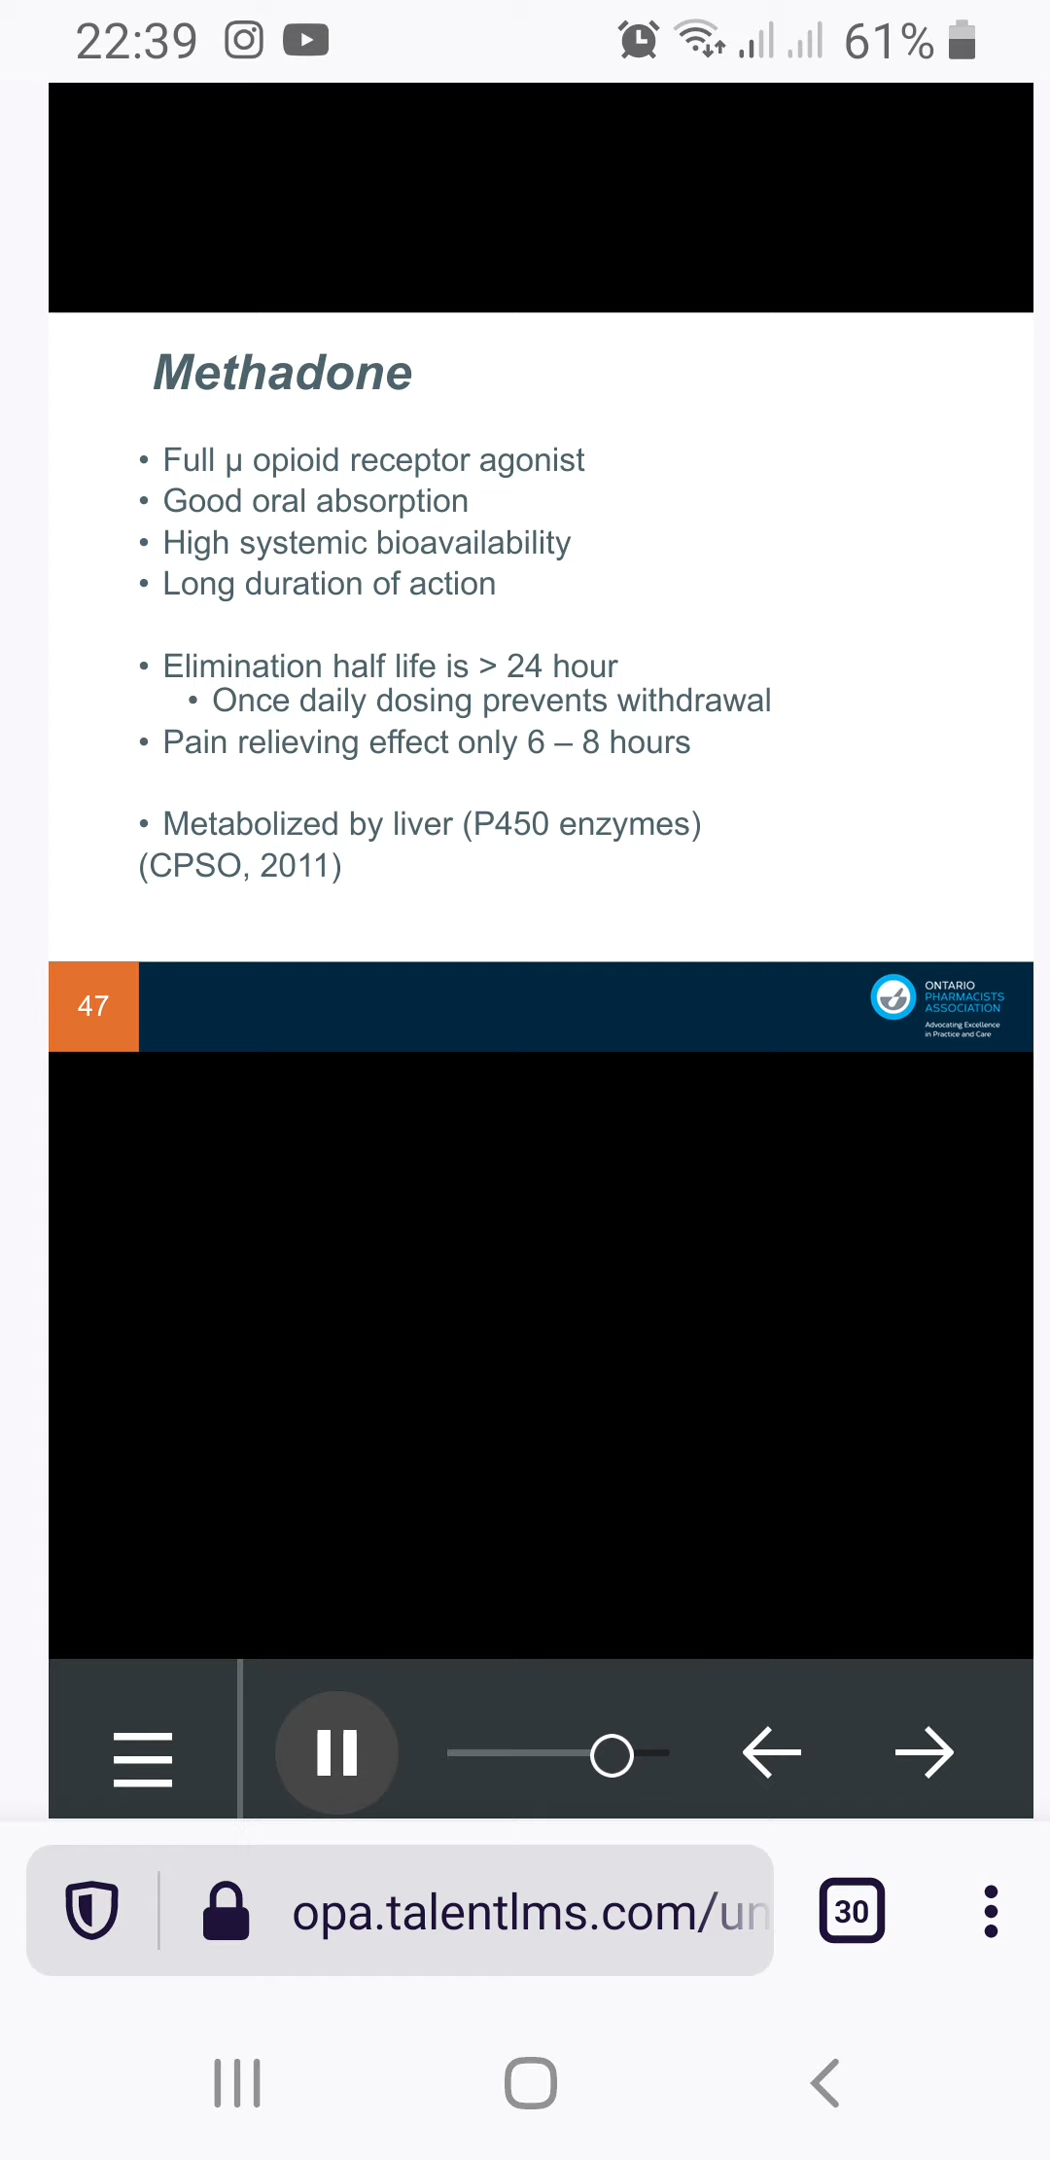 22:39 61%
Methadone
• Full μ opioid receptor agonist
• Good oral absorption
• High systemic bioavailability
• Long duration of action
• Elimination half life is > 24 hour
• Once daily dosing prevents withdrawal
• Pain relieving effect only 6 – 8 hours
• Metabolized by liver (P450 enzymes)
(CPSO, 2011)
47
ONTARIO
PHARMACISTS
ASSOCIATION
Advocating Excellence
in Practice and Care
opa.talentlms.com/un
30